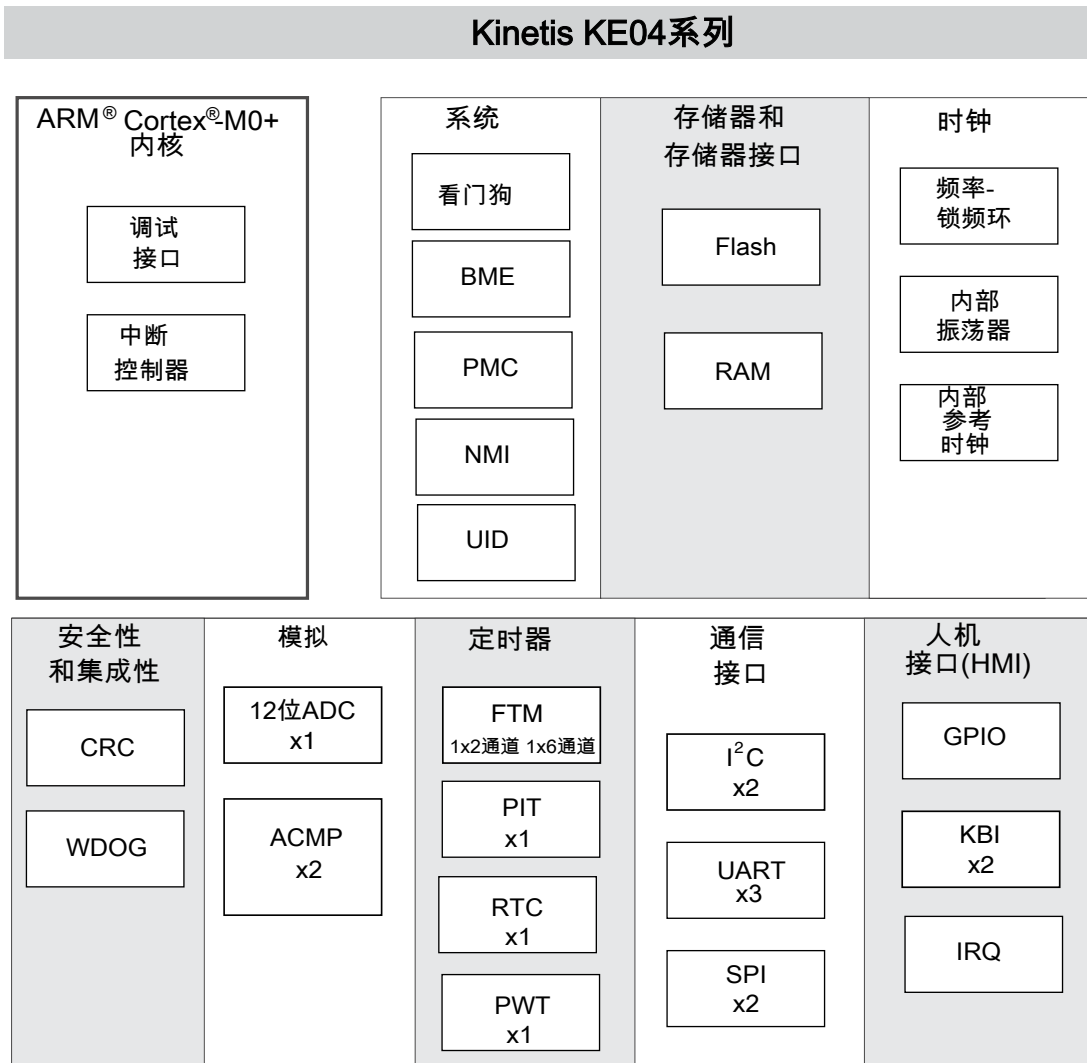 Kinetis KE04系列
ARM® Cortex®-M0+
内核
调试
接口
中断
控制器
系统
看门狗
BME
PMC
NMI
UID
存储器和
存储器接口
Flash
RAM
时钟
频率-
锁频环
内部
振荡器
内部
参考
时钟
安全性
和集成性
CRC
WDOG
模拟
12位ADC
x1
ACMP
x2
定时器
FTM
1x2通道 1x6通道
PIT
x1
RTC
x1
PWT
x1
通信
接口
I²C
x2
UART
x3
SPI
x2
人机
接口(HMI)
GPIO
KBI
x2
IRQ